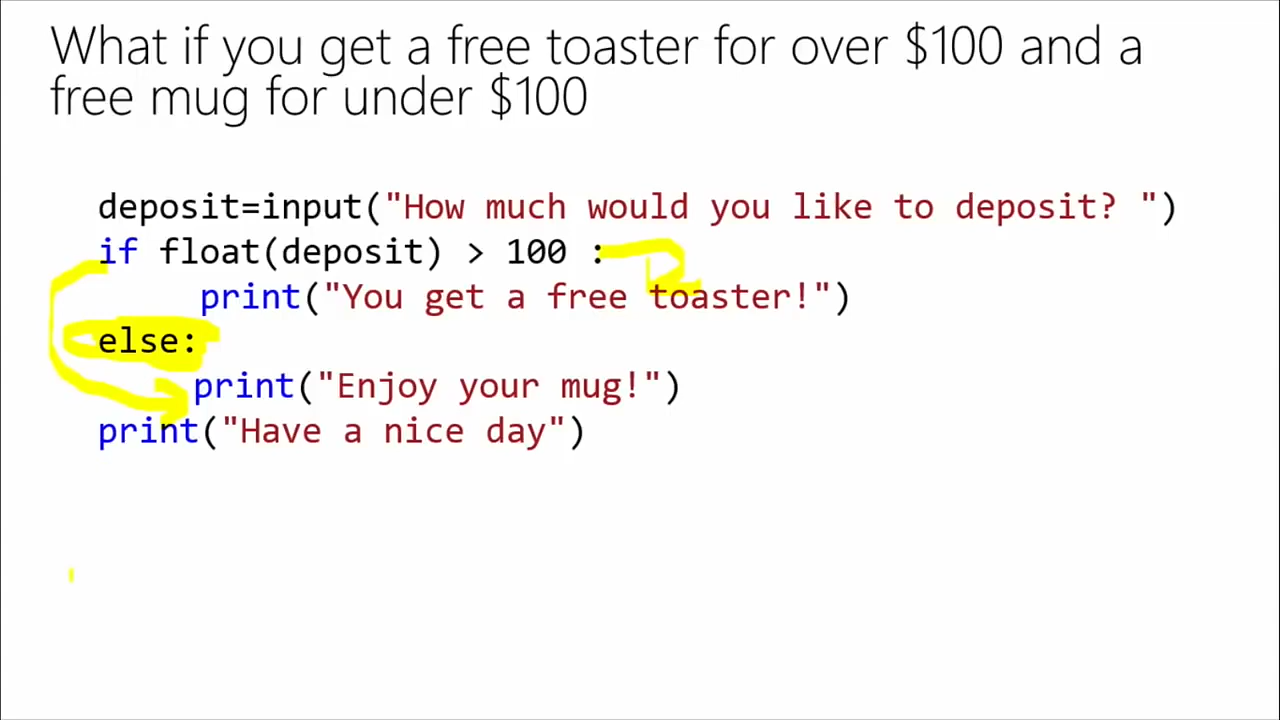 What if you get a free toaster for over $100 and a
free mug for under $100
deposit=input("How much would you like to deposit? ")
if float(deposit) > 100 :
print("You get a free toaster!")
else:
print("Enjoy your mug!")
print("Have a nice day")